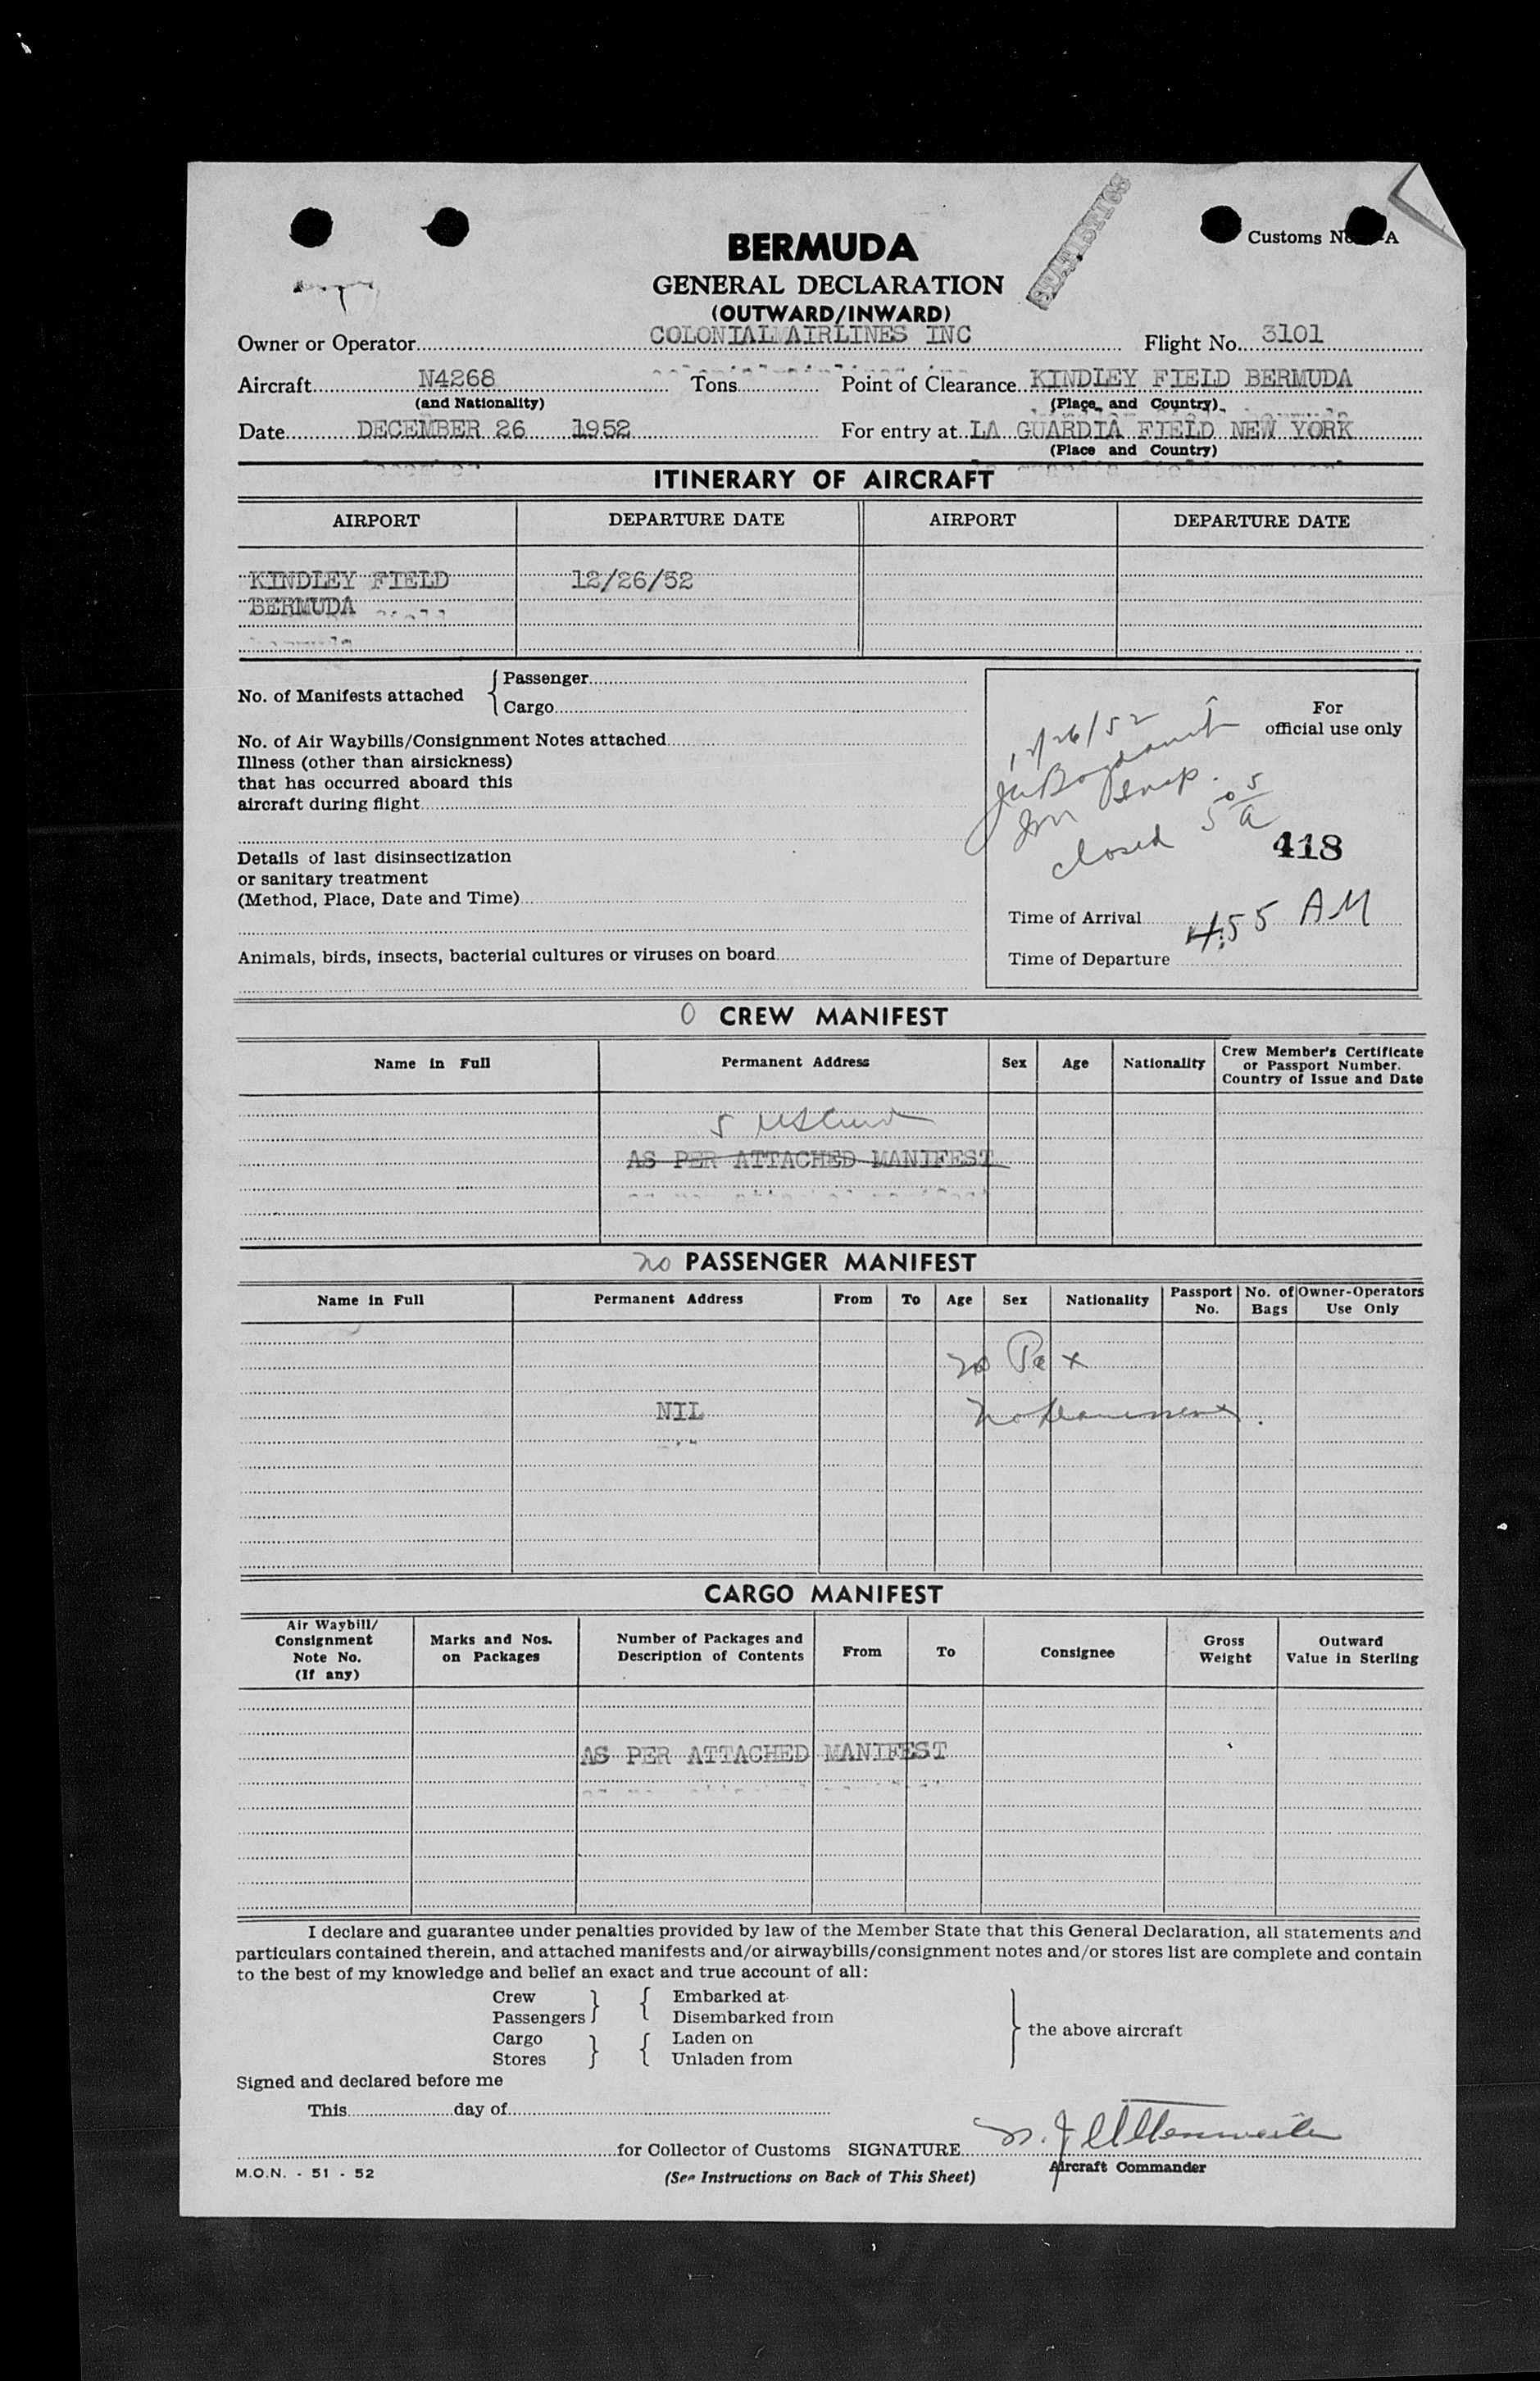 STATISTICS
BERMUDA
Customs No. -A
GENERAL DECLARATION
(OUTWARD/INWARD)
Owner or Operator COLONIAL AIRLINES INC Flight No. 3101
Aircraft N4268 Tons Point of Clearance KINDLEY FIELD BERMUDA
(and Nationality) (Place and Country)
Date DECEMBER 26 1952 For entry at LA GUARDIA FIELD NEW YORK
(Place and Country)
ITINERARY OF AIRCRAFT
AIRPORT DEPARTURE DATE AIRPORT DEPARTURE DATE
KINDLEY FIELD 12/26/52
BERMUDA
No. of Manifests attached { Passenger
Cargo
No. of Air Waybills/Consignment Notes attached
Illness (other than airsickness)
that has occurred aboard this
aircraft during flight
Details of last disinsectization
or sanitary treatment
(Method, Place, Date and Time)
Animals, birds, insects, bacterial cultures or viruses on board
For
official use only
12/26/52
Imm Insp.
closed 5 05 a
418
Time of Arrival 4:55 AM
Time of Departure
0 CREW MANIFEST
Name in Full Permanent Address Sex Age Nationality Crew Member's Certificate or Passport Number. Country of Issue and Date
5
AS PER ATTACHED MANIFEST
no PASSENGER MANIFEST
Name in Full Permanent Address From To Age Sex Nationality Passport No. No. of Bags Owner-Operators Use Only
no Pax
NIL no
CARGO MANIFEST
Air Waybill/ Consignment Note No. (If any) Marks and Nos. on Packages Number of Packages and Description of Contents From To Consignee Gross Weight Outward Value in Sterling
AS PER ATTACHED MANIFEST
I declare and guarantee under penalties provided by law of the Member State that this General Declaration, all statements and
particulars contained therein, and attached manifests and/or airwaybills/consignment notes and/or stores list are complete and contain
to the best of my knowledge and belief an exact and true account of all:
Crew } { Embarked at
Passengers Disembarked from
Cargo } { Laden on } the above aircraft
Stores Unladen from
Signed and declared before me
This day of
for Collector of Customs SIGNATURE
Aircraft Commander
M.O.N. - 51 - 52 (See Instructions on Back of This Sheet)